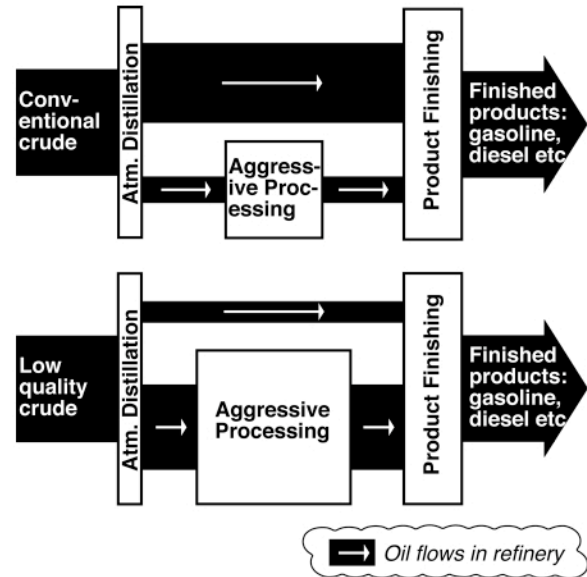 Conv-
entional
crude
Atm. Distillation
Aggress-
ive Proc-
essing
Product Finishing
Finished
products:
gasoline,
diesel etc
Low
quality
crude
Atm. Distillation
Aggressive
Processing
Product Finishing
Finished
products:
gasoline,
diesel etc
Oil flows in refinery